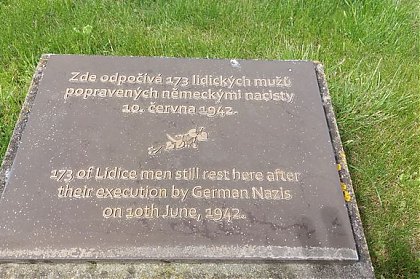 Zde odpočívá 173 lidických mužů
popravených německými nacisty
10. června 1942.
173 of Lidice men still rest here after
their execution by German Nazis
on 10th June, 1942.